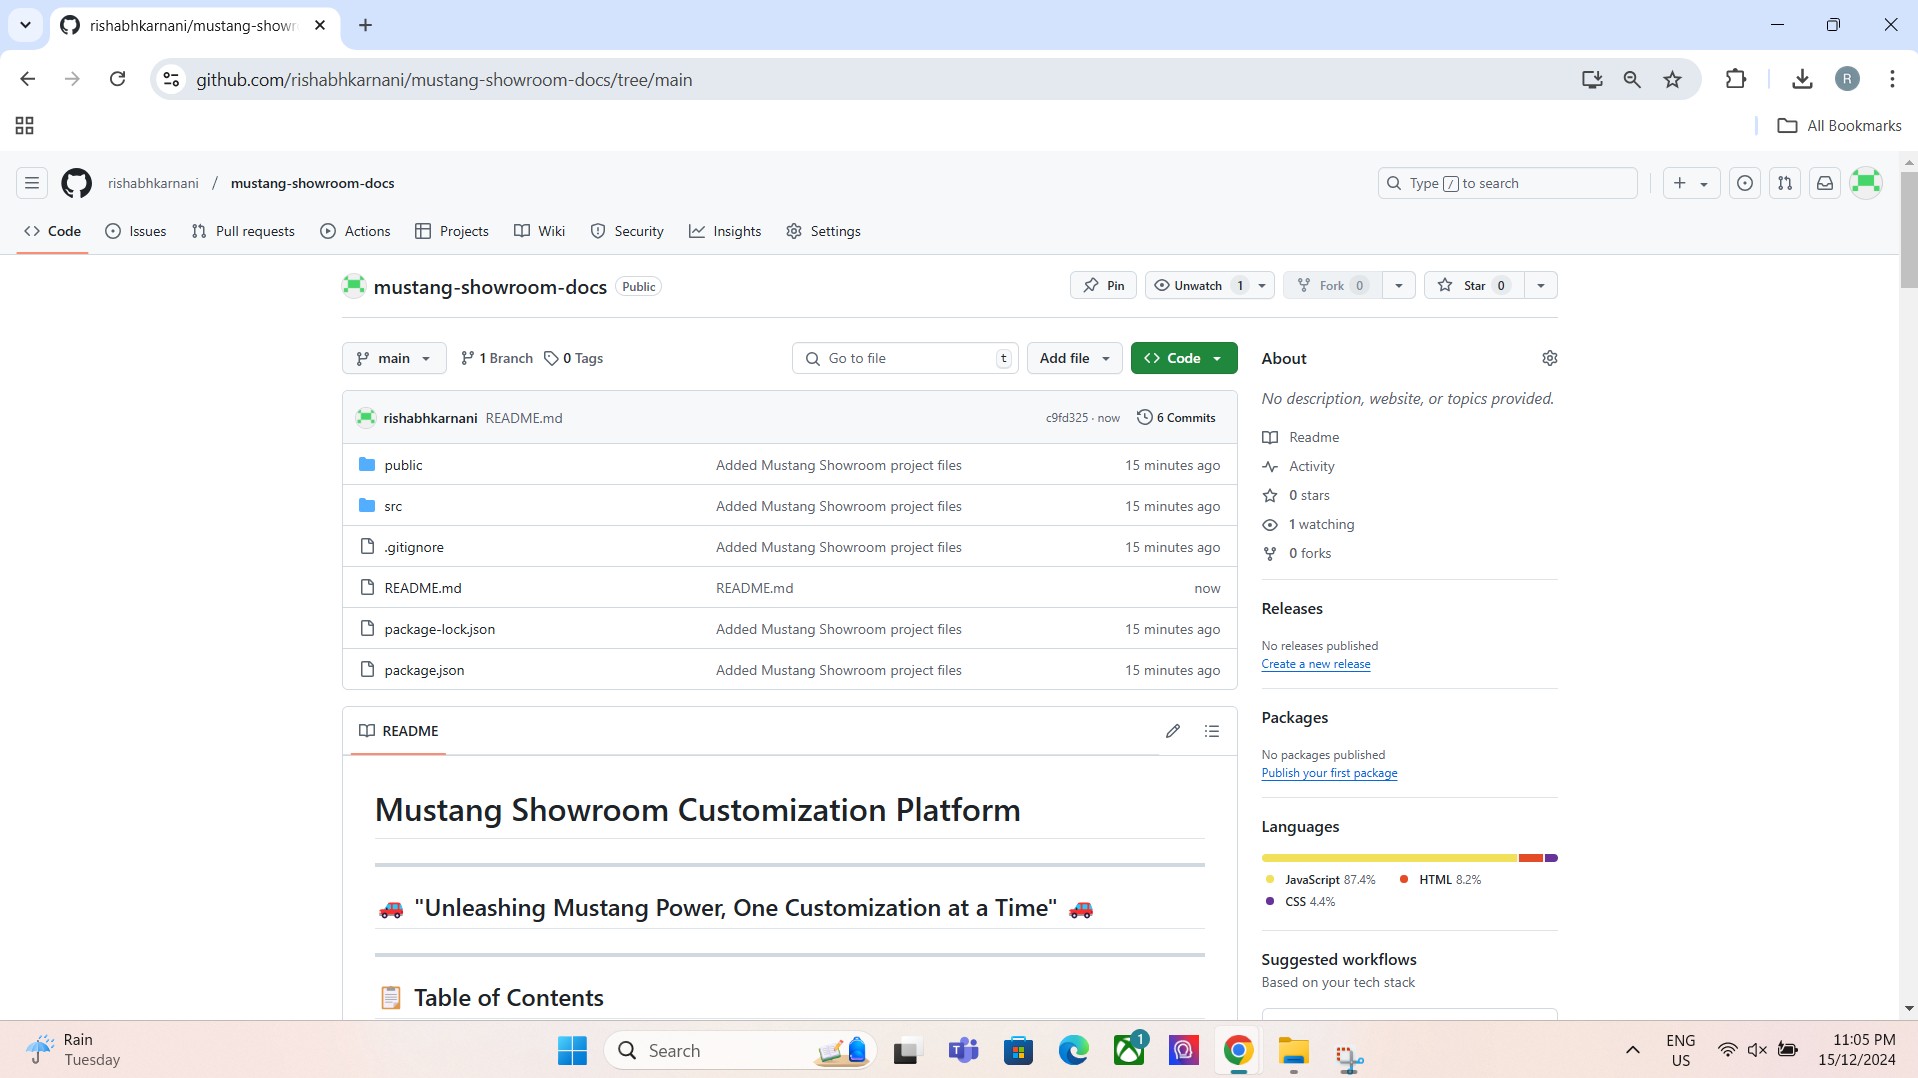 rishabhkarnani/mustang-show
github.com/rishabhkarnani/mustang-showroom-docs/tree/main
R
All Bookmarks
rishabhkarnani / mustang-showroom-docs
Type / to search
Code Issues Pull requests Actions Projects Wiki Security Insights Settings
mustang-showroom-docs Public
Pin Unwatch 1 Fork 0 Star 0
main 1 Branch 0 Tags Go to file t Add file <> Code
rishabhkarnani README.md c9fd325 · now 6 Commits
public Added Mustang Showroom project files 15 minutes ago
src Added Mustang Showroom project files 15 minutes ago
.gitignore Added Mustang Showroom project files 15 minutes ago
README.md README.md now
package-lock.json Added Mustang Showroom project files 15 minutes ago
package.json Added Mustang Showroom project files 15 minutes ago
README
Mustang Showroom Customization Platform
🚗 "Unleashing Mustang Power, One Customization at a Time" 🚗
📋 Table of Contents
About
No description, website, or topics provided.
Readme
Activity
0 stars
1 watching
0 forks
Releases
No releases published
Create a new release
Packages
No packages published
Publish your first package
Languages
JavaScript 87.4% HTML 8.2%
CSS 4.4%
Suggested workflows
Based on your tech stack
Rain
Tuesday
Search
1
ENG
US
11:05 PM
15/12/2024